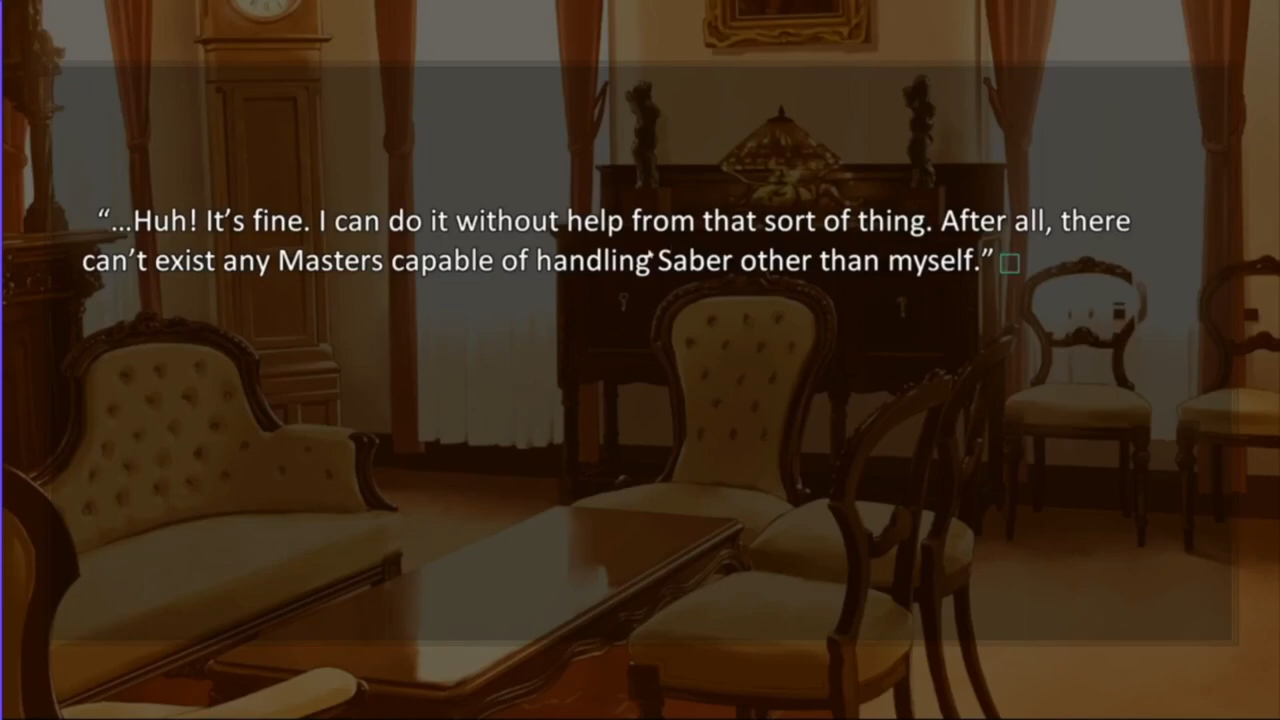 “...Huh! It’s fine. I can do it without help from that sort of thing. After all, there
can’t exist any Masters capable of handling Saber other than myself.”